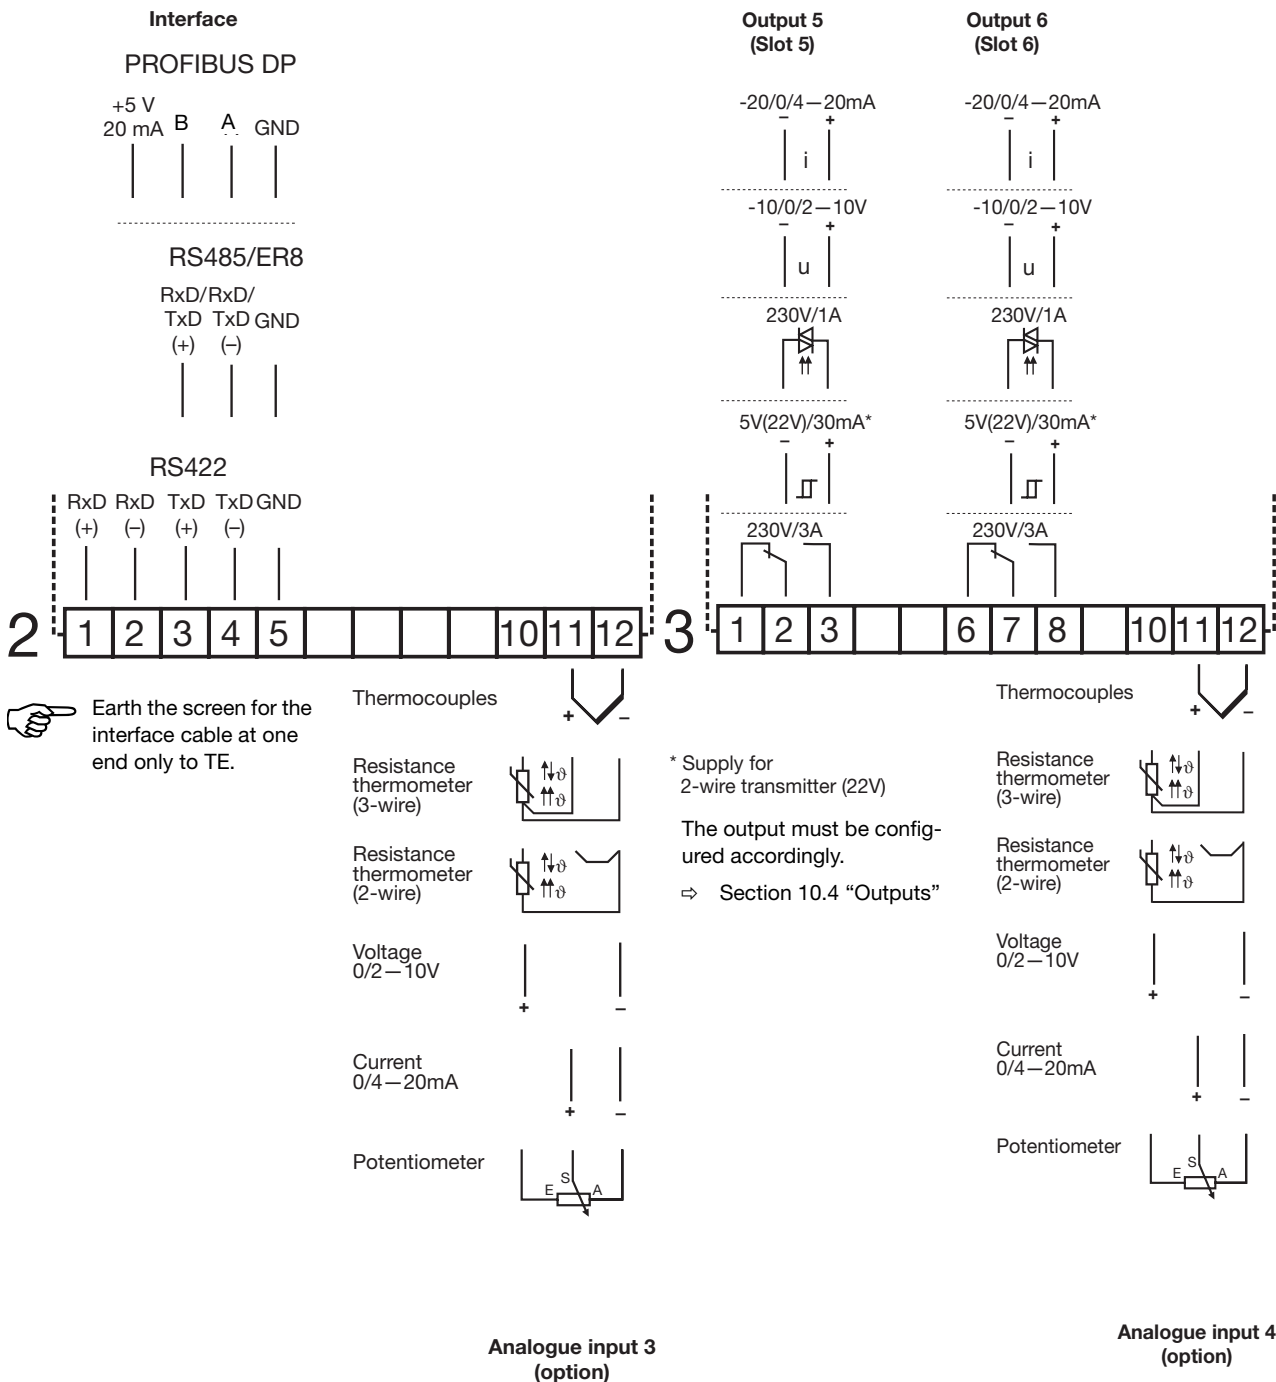 Interface
PROFIBUS DP
+5 V
20 mA B A GND
RS485/ER8
RxD/RxD/
TxD TxD GND
(+) (–)
RS422
RxD RxD TxD TxD GND
(+) (–) (+) (–)
2 1 2 3 4 5 10 11 12
Earth the screen for the
interface cable at one
end only to TE.
Thermocouples
+ –
Resistance
thermometer
(3-wire)
ϑ
ϑ
Resistance
thermometer
(2-wire)
ϑ
ϑ
Voltage
0/2—10V
+ –
Current
0/4—20mA
+ –
Potentiometer
E S A
Analogue input 3
(option)
Output 5
(Slot 5)
-20/0/4—20mA
– +
i
-10/0/2—10V
– +
u
230V/1A
5V(22V)/30mA*
– +
230V/3A
Output 6
(Slot 6)
-20/0/4—20mA
– +
i
-10/0/2—10V
– +
u
230V/1A
5V(22V)/30mA*
– +
230V/3A
3 1 2 3 6 7 8 10 11 12
* Supply for
2-wire transmitter (22V)
The output must be config-
ured accordingly.
⇨ Section 10.4 “Outputs”
Thermocouples
+ –
Resistance
thermometer
(3-wire)
ϑ
ϑ
Resistance
thermometer
(2-wire)
ϑ
ϑ
Voltage
0/2—10V
+ –
Current
0/4—20mA
+ –
Potentiometer
E S A
Analogue input 4
(option)